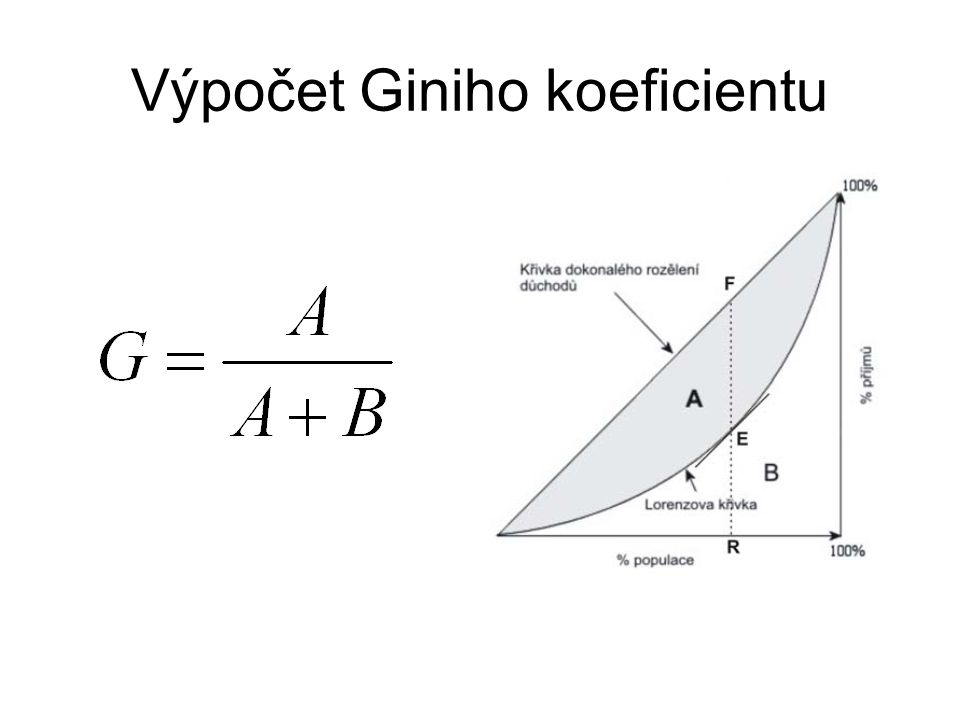 Výpočet Giniho koeficientu
100%
Křivka dokonalého rozělení
důchodů
F
G = A / A + B
% příjmů
A
E
B
Lorenzova křivka
R
100%
% populace